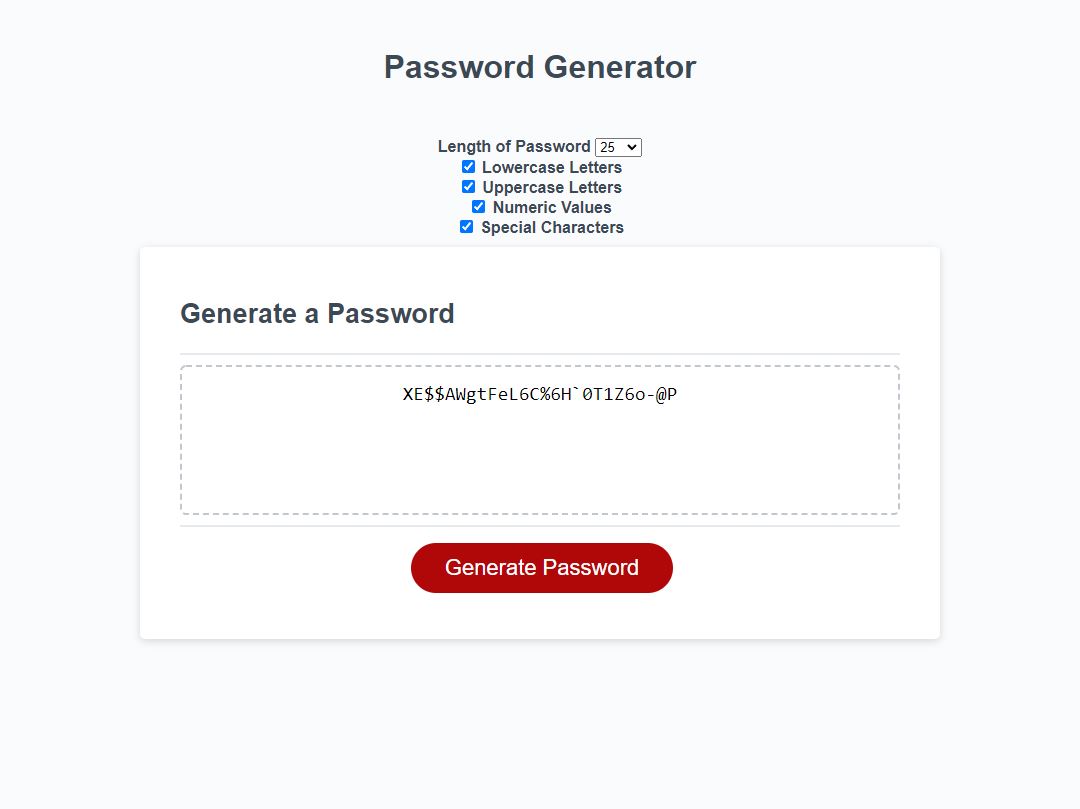 Password Generator
Length of Password 25
Lowercase Letters
Uppercase Letters
Numeric Values
Special Characters
Generate a Password
XE$$AWgtFeL6C%6H`0T1Z6o-@P
Generate Password